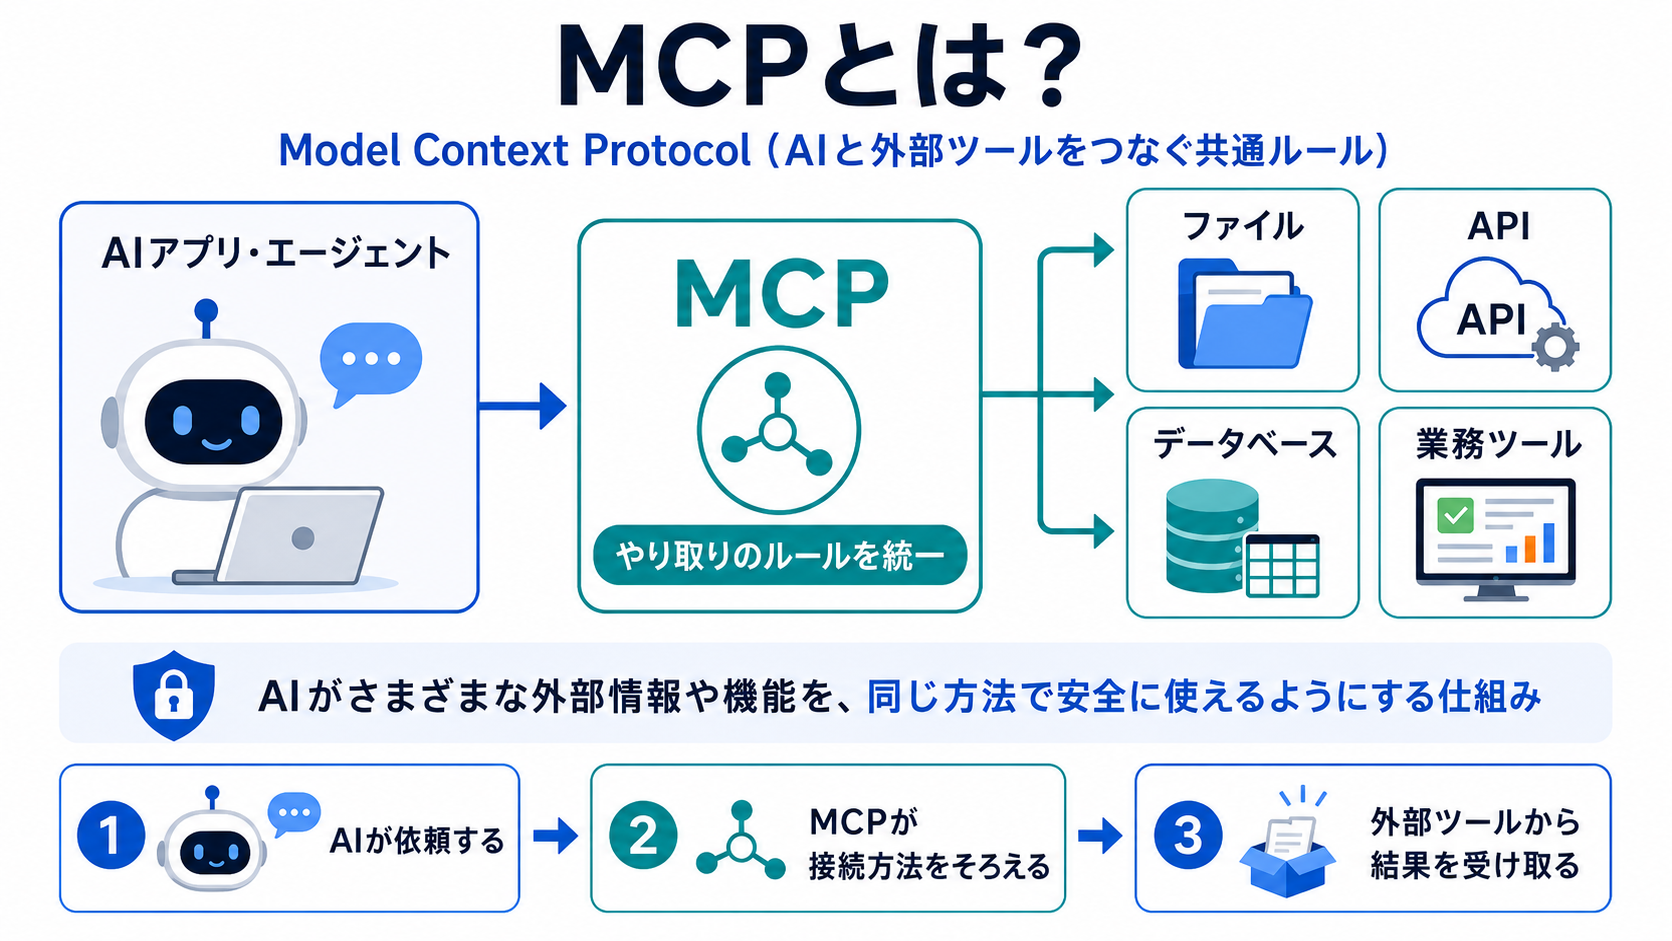 MCPとは？
Model Context Protocol（AIと外部ツールをつなぐ共通ルール）
AIアプリ・エージェント
MCP
やり取りのルールを統一
ファイル
API
API
データベース
業務ツール
AIがさまざまな外部情報や機能を、同じ方法で安全に使えるようにする仕組み
1
AIが依頼する
2
MCPが
接続方法をそろえる
3
外部ツールから
結果を受け取る